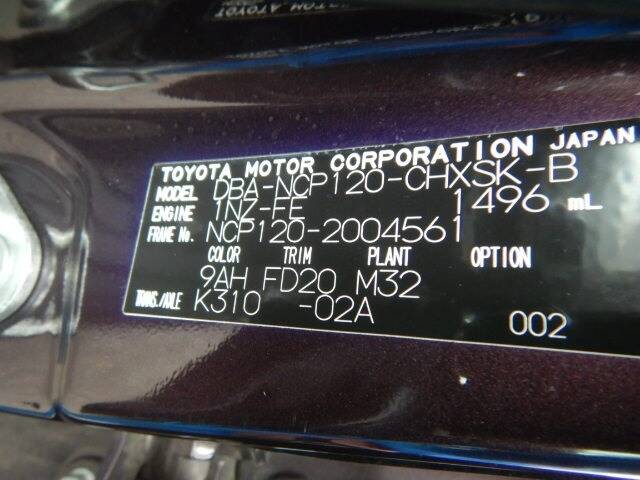 TOYOTA MOTOR CORPORATION JAPAN
MODEL DBA-NCP120-CHXSK-B
ENGINE 1NZ-FE 1496 mL
FRAME No. NCP120-2004561
COLOR TRIM PLANT OPTION
9AH FD20 M32
TRANS./AXLE K310 -02A
002